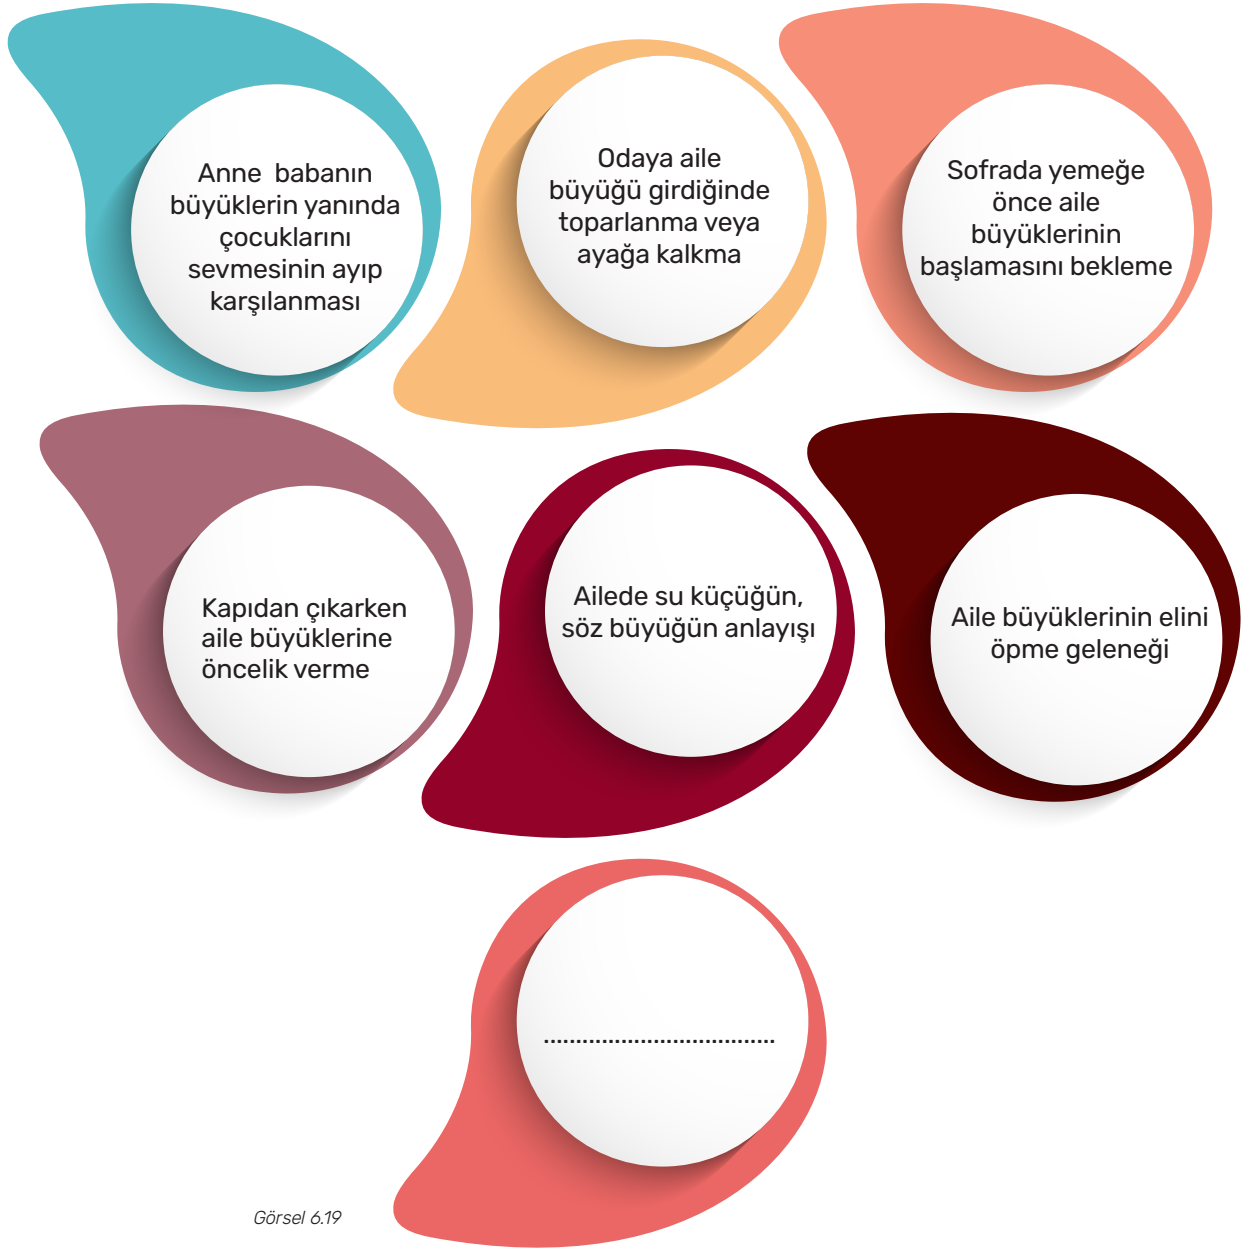 Anne  babanın
büyüklerin yanında
çocuklarını
sevmesinin ayıp
karşılanması
Odaya aile
büyüğü girdiğinde
toparlanma veya
ayağa kalkma
Sofrada yemeğe
önce aile
büyüklerinin
başlamasını bekleme
Kapıdan çıkarken
aile büyüklerine
öncelik verme
Ailede su küçüğün,
söz büyüğün anlayışı
Aile büyüklerinin elini
öpme geleneği
....................................
Görsel 6.19